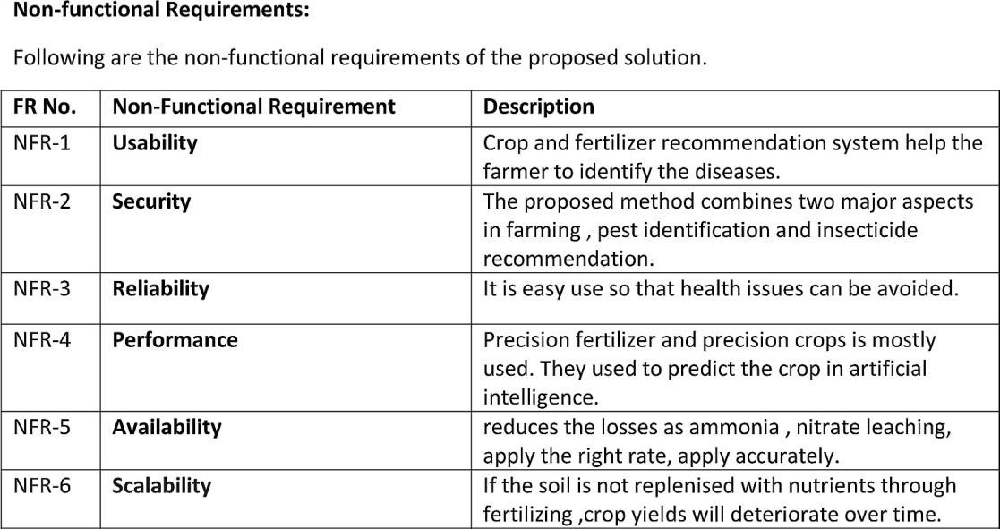 Non-functional Requirements:
Following are the non-functional requirements of the proposed solution.
FR No. Non-Functional Requirement Description
NFR-1 Usability Crop and fertilizer recommendation system help the
farmer to identify the diseases.
NFR-2 Security The proposed method combines two major aspects
in farming , pest identification and insecticide
recommendation.
NFR-3 Reliability It is easy use so that health issues can be avoided.
NFR-4 Performance Precision fertilizer and precision crops is mostly
used. They used to predict the crop in artificial
intelligence.
NFR-5 Availability reduces the losses as ammonia , nitrate leaching,
apply the right rate, apply accurately.
NFR-6 Scalability If the soil is not replenised with nutrients through
fertilizing ,crop yields will deteriorate over time.